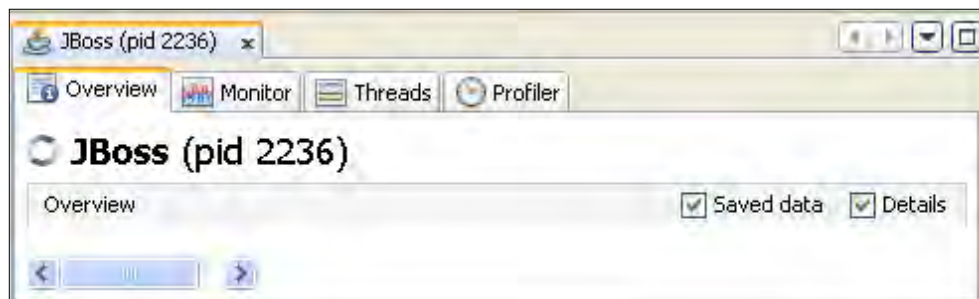 JBoss (pid 2236)
Overview Monitor Threads Profiler
JBoss (pid 2236)
Overview Saved data Details